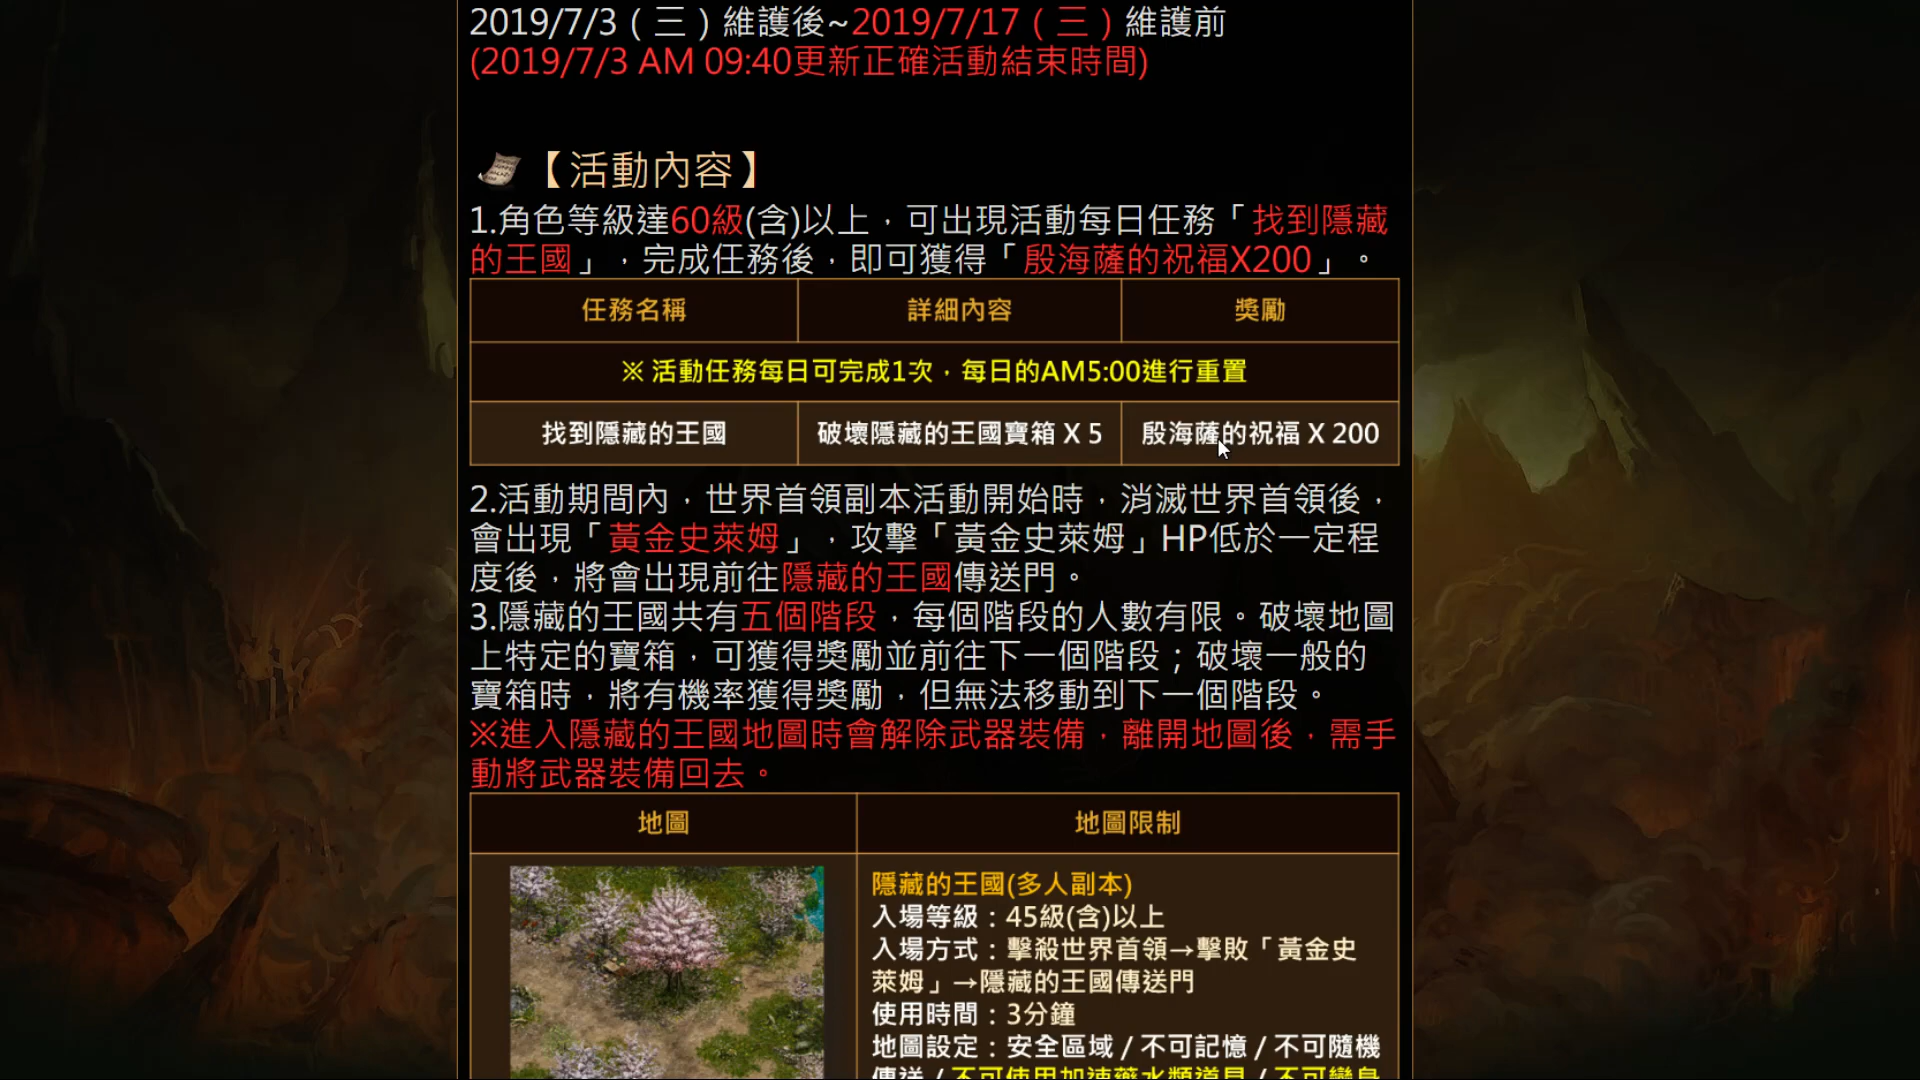 2019/7/3（三）維護後~2019/7/17（三）維護前
(2019/7/3 AM 09:40更新正確活動結束時間)
【活動內容】
1.角色等級達60級(含)以上，可出現活動每日任務「找到隱藏
的王國」，完成任務後，即可獲得「殷海薩的祝福X200」。
任務名稱 詳細內容 獎勵
※ 活動任務每日可完成1次，每日的AM5:00進行重置
找到隱藏的王國 破壞隱藏的王國寶箱 X 5 殷海薩的祝福 X 200
2.活動期間內，世界首領副本活動開始時，消滅世界首領後，
會出現「黃金史萊姆」，攻擊「黃金史萊姆」HP低於一定程
度後，將會出現前往隱藏的王國傳送門。
3.隱藏的王國共有五個階段，每個階段的人數有限。破壞地圖
上特定的寶箱，可獲得獎勵並前往下一個階段；破壞一般的
寶箱時，將有機率獲得獎勵，但無法移動到下一個階段。
※進入隱藏的王國地圖時會解除武器裝備，離開地圖後，需手
動將武器裝備回去。
地圖 地圖限制
隱藏的王國(多人副本)
入場等級：45級(含)以上
入場方式：擊殺世界首領→擊敗「黃金史
萊姆」→隱藏的王國傳送門
使用時間：3分鐘
地圖設定：安全區域 / 不可記憶 / 不可隨機
傳送 / 不可使用加速藥水類道具 / 不可變身